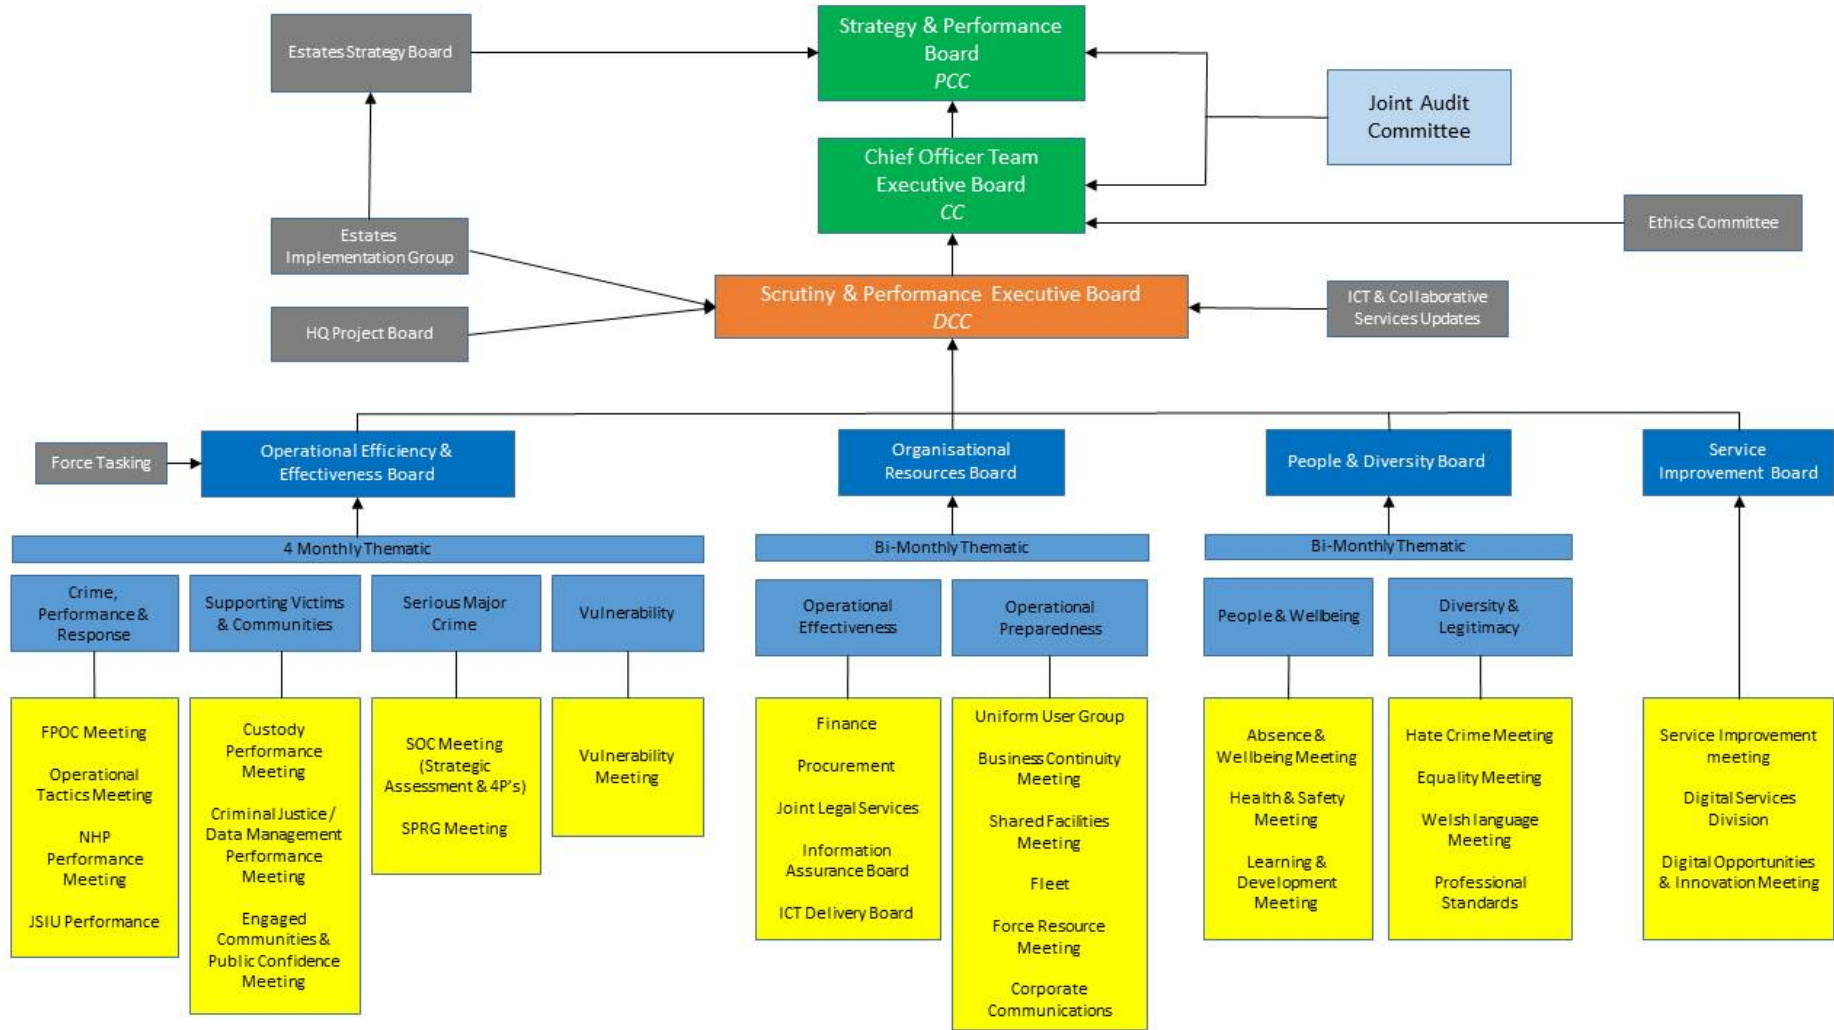 Estates Strategy Board
Strategy & Performance
Board
PCC
Joint Audit
Committee
Chief Officer Team
Executive Board
CC
Estates
Implementation Group
Ethics Committee
HQ Project Board
Scrutiny & Performance Executive Board
DCC
ICT & Collaborative
Services Updates
Force Tasking
Operational Efficiency &
Effectiveness Board
Organisational
Resources Board
People & Diversity Board
Service
Improvement Board
4 Monthly Thematic
Bi-Monthly Thematic
Bi-Monthly Thematic
Crime,
Performance &
Response
Supporting Victims
& Communities
Serious Major
Crime
Vulnerability
Operational
Effectiveness
Operational
Preparedness
People & Wellbeing
Diversity &
Legitimacy
FPOC Meeting
Operational
Tactics Meeting
NHP
Performance
Meeting
JSIU Performance
Custody
Performance
Meeting
Criminal Justice /
Data Management
Performance
Meeting
Engaged
Communities &
Public Confidence
Meeting
SOC Meeting
(Strategic
Assessment & 4P's)
SPRG Meeting
Vulnerability
Meeting
Finance
Procurement
Joint Legal Services
Information
Assurance Board
ICT Delivery Board
Uniform User Group
Business Continuity
Meeting
Shared Facilities
Meeting
Fleet
Force Resource
Meeting
Corporate
Communications
Absence &
Wellbeing Meeting
Health & Safety
Meeting
Learning &
Development
Meeting
Hate Crime Meeting
Equality Meeting
Welsh language
Meeting
Professional
Standards
Service Improvement
meeting
Digital Services
Division
Digital Opportunities
& Innovation Meeting